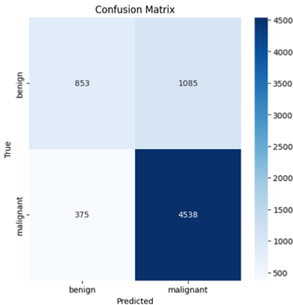 Confusion Matrix
4500
4000
3500
3000
2500
2000
1500
1000
500
benign
853
1085
True
malignant
375
4538
benign
malignant
Predicted